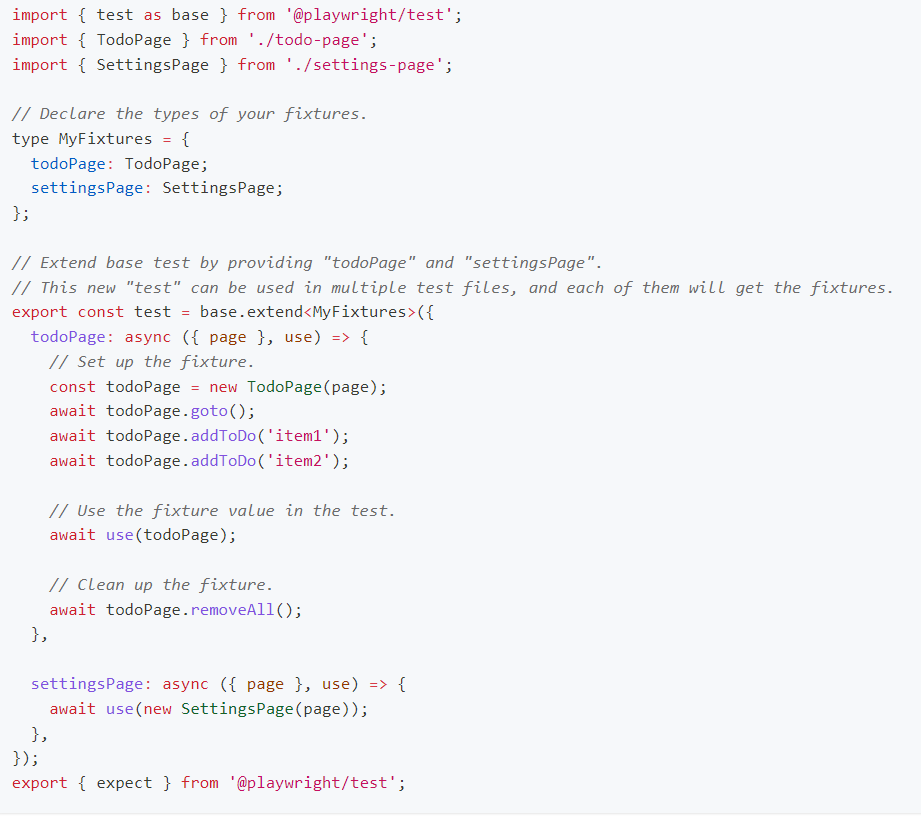 import { test as base } from '@playwright/test';
import { TodoPage } from './todo-page';
import { SettingsPage } from './settings-page';

// Declare the types of your fixtures.
type MyFixtures = {
  todoPage: TodoPage;
  settingsPage: SettingsPage;
};

// Extend base test by providing "todoPage" and "settingsPage".
// This new "test" can be used in multiple test files, and each of them will get the fixtures.
export const test = base.extend<MyFixtures>({
  todoPage: async ({ page }, use) => {
    // Set up the fixture.
    const todoPage = new TodoPage(page);
    await todoPage.goto();
    await todoPage.addToDo('item1');
    await todoPage.addToDo('item2');

    // Use the fixture value in the test.
    await use(todoPage);

    // Clean up the fixture.
    await todoPage.removeAll();
  },

  settingsPage: async ({ page }, use) => {
    await use(new SettingsPage(page));
  },
});
export { expect } from '@playwright/test';